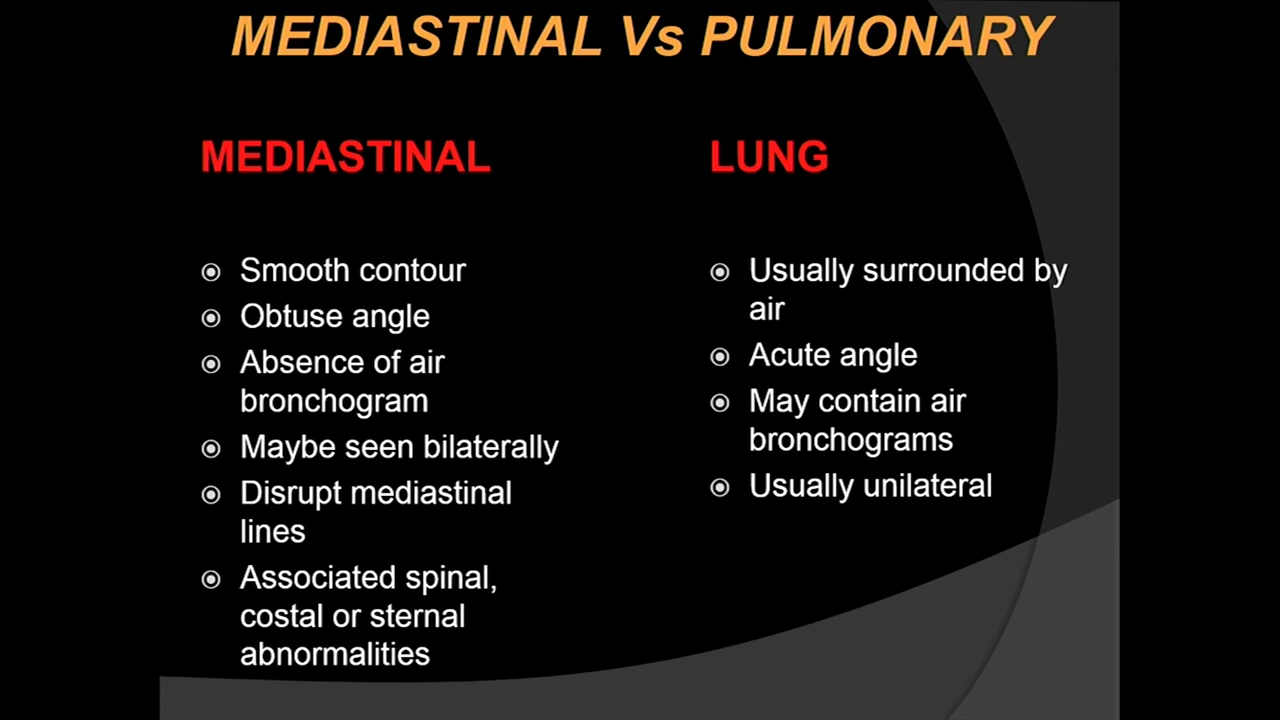 MEDIASTINAL Vs PULMONARY
MEDIASTINAL
Smooth contour
Obtuse angle
Absence of air
bronchogram
Maybe seen bilaterally
Disrupt mediastinal
lines
Associated spinal,
costal or sternal
abnormalities
LUNG
Usually surrounded by
air
Acute angle
May contain air
bronchograms
Usually unilateral